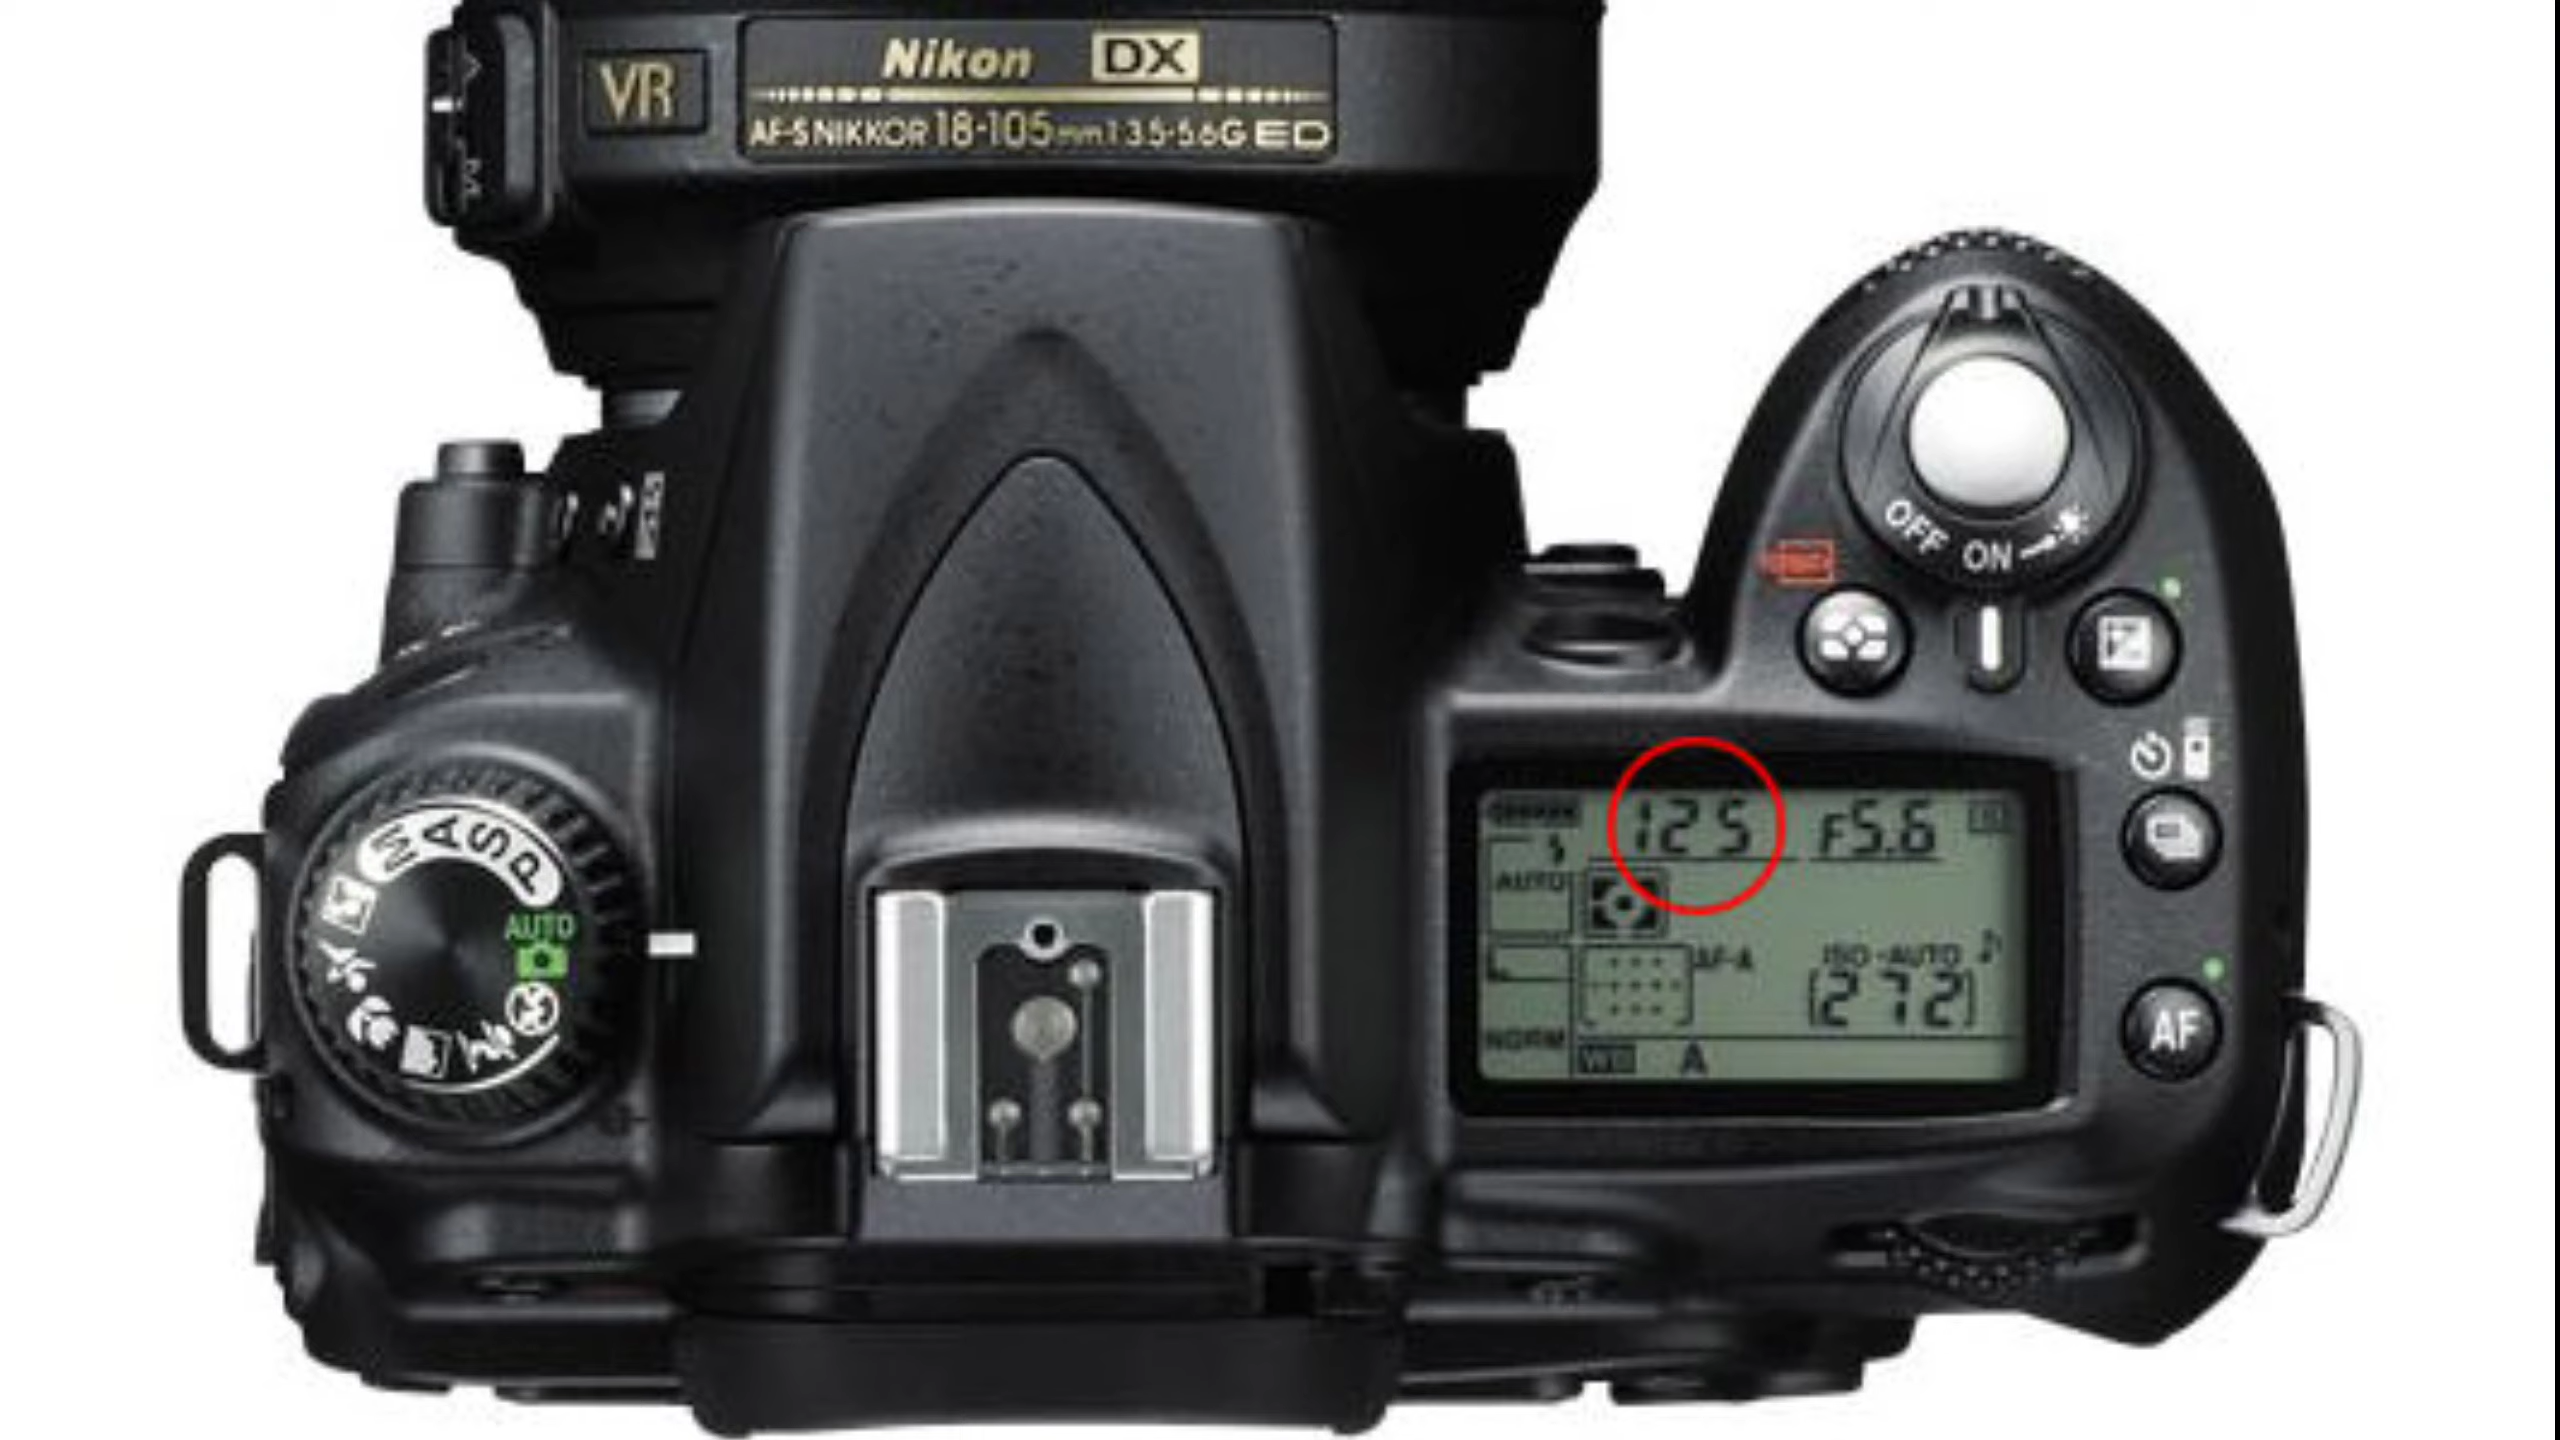 Nikon DX
VR
AF-S NIKKOR 18-105mm 1:3.5-5.6G ED
OFF ON
M A S P
AUTO
125 F5.6
AUTO
AF-A ISO-AUTO
[272]
NORM
WB A
AF